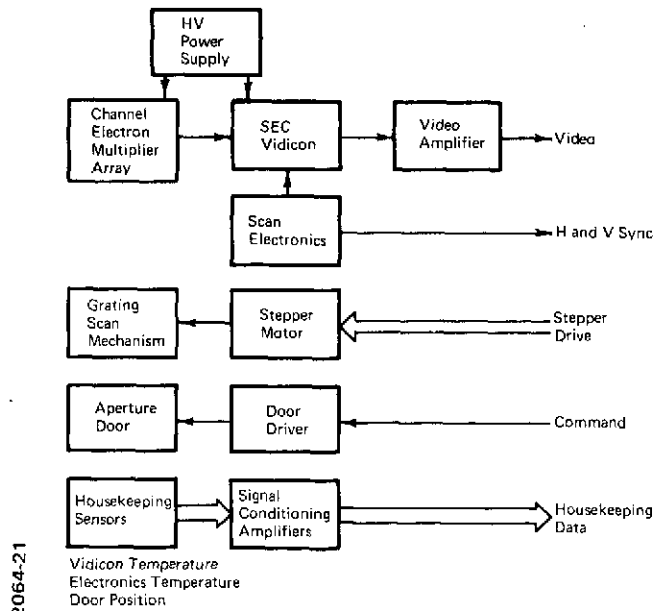 HV
Power
Supply
Channel
Electron
Multiplier
Array
SEC
Vidicon
Video
Amplifier
Video
Scan
Electronics
H and V Sync
Grating
Scan
Mechanism
Stepper
Motor
Stepper
Drive
Aperture
Door
Door
Driver
Command
Housekeeping
Sensors
Signal
Conditioning
Amplifiers
Housekeeping
Data
Vidicon Temperature
Electronics Temperature
Door Position
2064-21